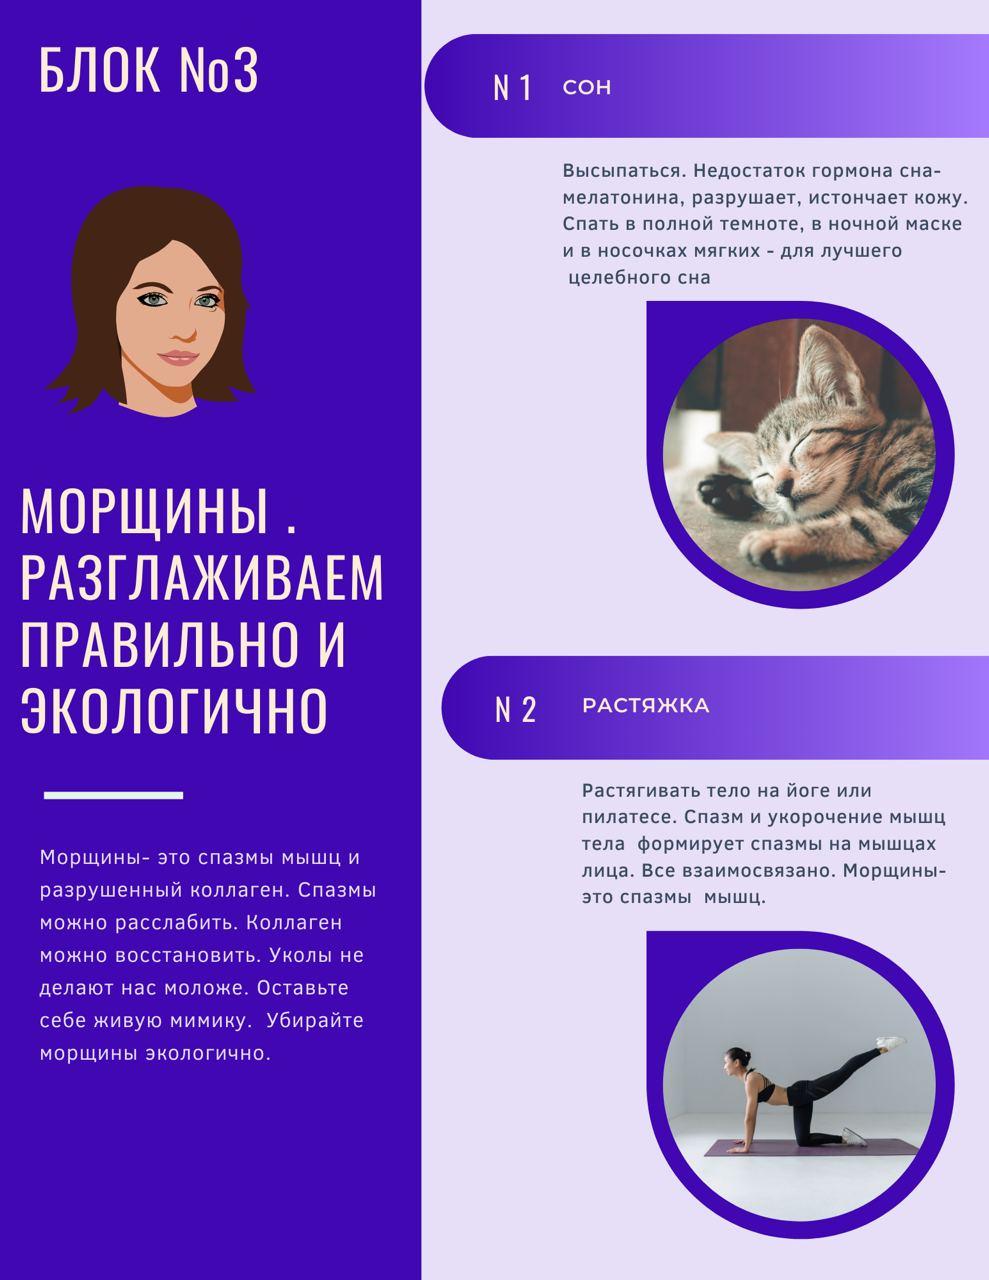 БЛОК №3
МОРЩИНЫ .
РАЗГЛАЖИВАЕМ
ПРАВИЛЬНО И
ЭКОЛОГИЧНО
Морщины- это спазмы мышц и
разрушенный коллаген. Спазмы
можно расслабить. Коллаген
можно восстановить. Уколы не
делают нас моложе. Оставьте
себе живую мимику.  Убирайте
морщины экологично.
N 1 СОН
Высыпаться. Недостаток гормона сна-
мелатонина, разрушает, истончает кожу.
Спать в полной темноте, в ночной маске
и в носочках мягких - для лучшего
целебного сна
N 2 РАСТЯЖКА
Растягивать тело на йоге или
пилатесе. Спазм и укорочение мышц
тела  формирует спазмы на мышцах
лица. Все взаимосвязано. Морщины-
это спазмы  мышц.